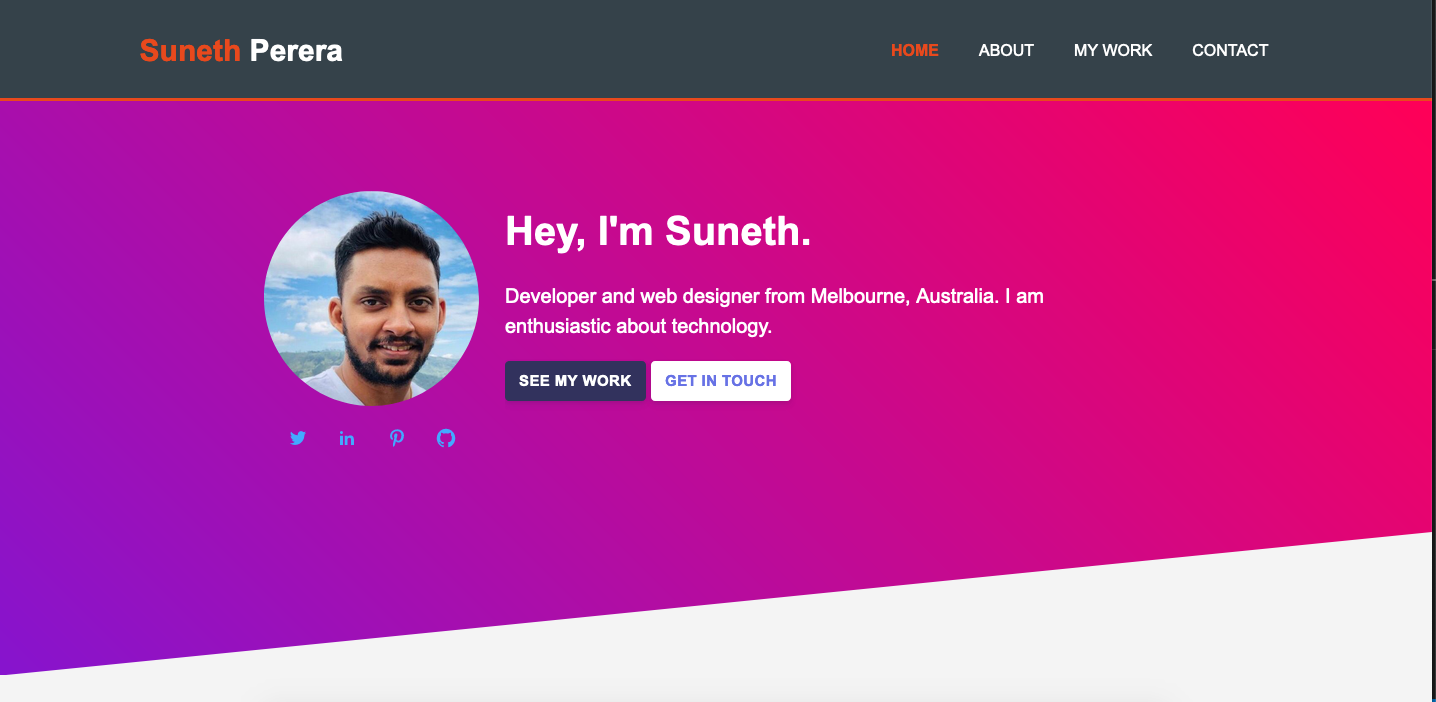 Suneth Perera
HOME ABOUT MY WORK CONTACT
Hey, I'm Suneth.
Developer and web designer from Melbourne, Australia. I am
enthusiastic about technology.
SEE MY WORK GET IN TOUCH